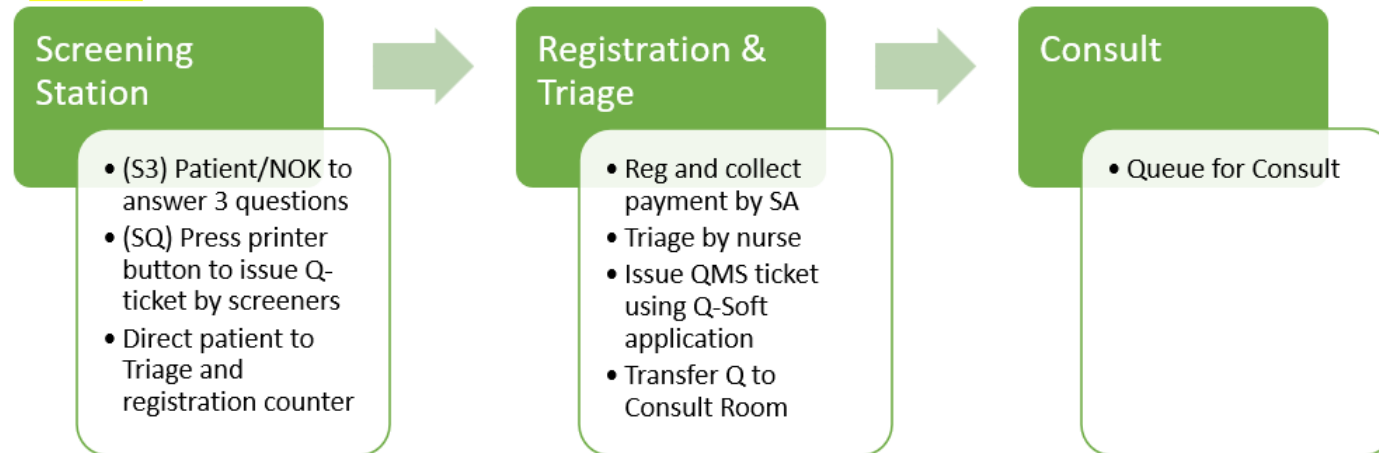 Screening
Station
• (S3) Patient/NOK to
answer 3 questions
• (SQ) Press printer
button to issue Q-
ticket by screeners
• Direct patient to
Triage and
registration counter
Registration &
Triage
• Reg and collect
payment by SA
• Triage by nurse
• Issue QMS ticket
using Q-Soft
application
• Transfer Q to
Consult Room
Consult
• Queue for Consult